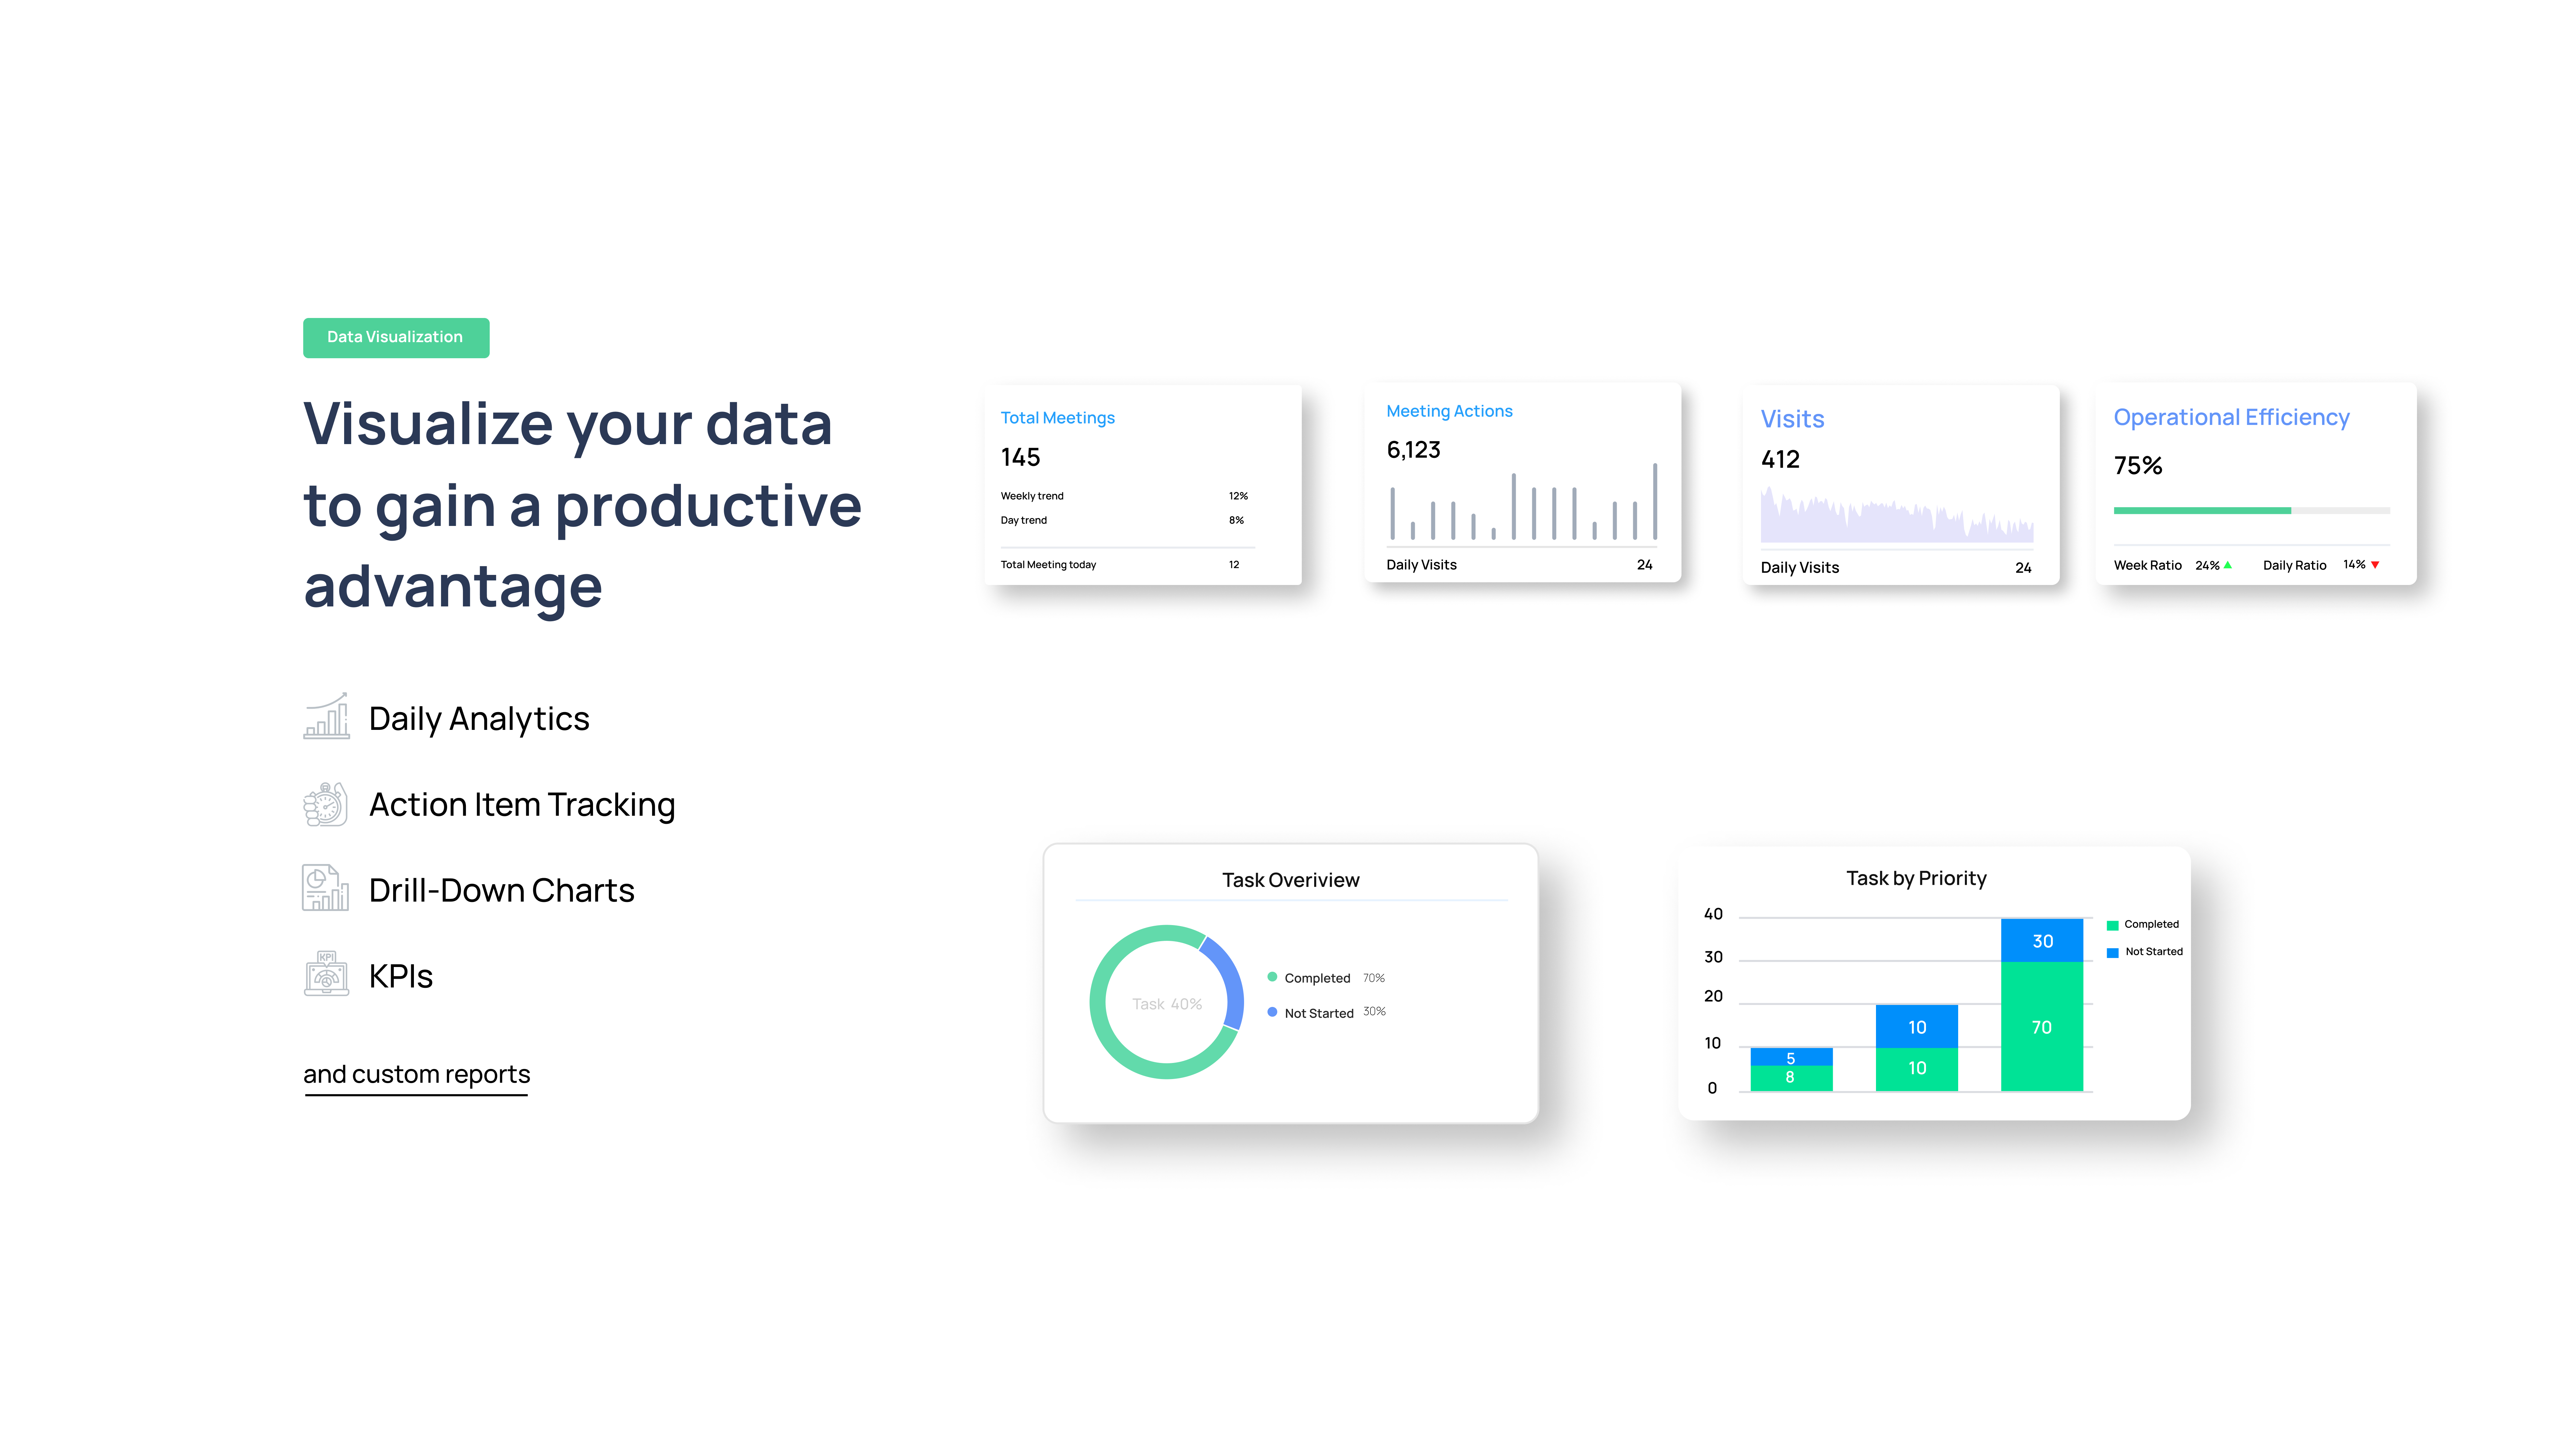 Data Visualization
Visualize your data
to gain a productive
advantage
Daily Analytics
Action Item Tracking
Drill-Down Charts
KPI
KPIs
and custom reports
Total Meetings
145
Weekly trend 12%
Day trend 8%
Total Meeting today 12
Meeting Actions
6,123
Daily Visits 24
Visits
412
Daily Visits 24
Operational Efficiency
75%
Week Ratio 24% Daily Ratio 14%
Task Overiview
Task 40%
Completed 70%
Not Started 30%
Task by Priority
40
30
20
10
0
5
8
10
10
30
70
Completed
Not Started